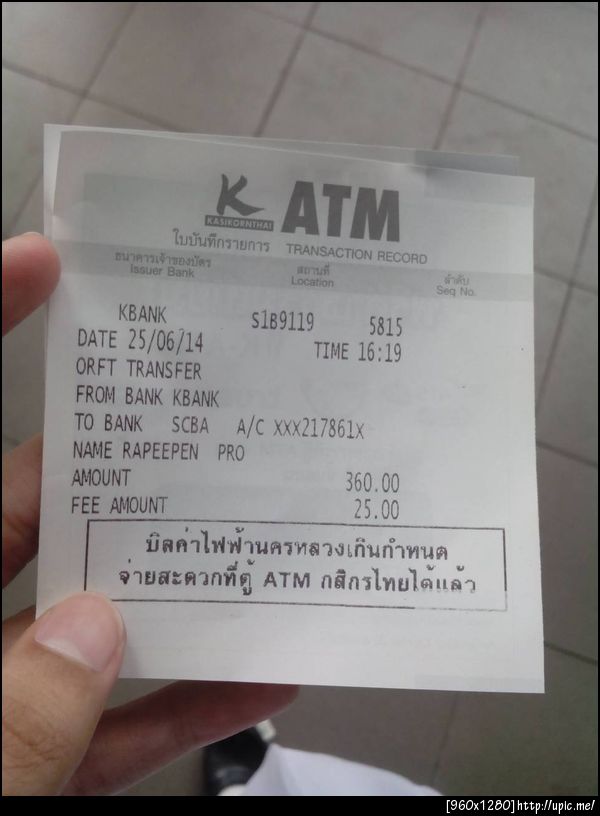 K ATM
KASIKORNTHAI
ใบบันทึกรายการ TRANSACTION RECORD
ธนาคารเจ้าของบัตร สถานที่ ลำดับ
Issuer Bank Location Seq No.
KBANK S1B9119 5815
DATE 25/06/14 TIME 16:19
ORFT TRANSFER
FROM BANK KBANK
TO BANK SCBA A/C XXX217861X
NAME RAPEEPEN PRO
AMOUNT 360.00
FEE AMOUNT 25.00
บิลค่าไฟฟ้านครหลวงเกินกำหนด
จ่ายสะดวกที่ตู้ ATM กสิกรไทยได้แล้ว
[960x1280]http://upic.me/